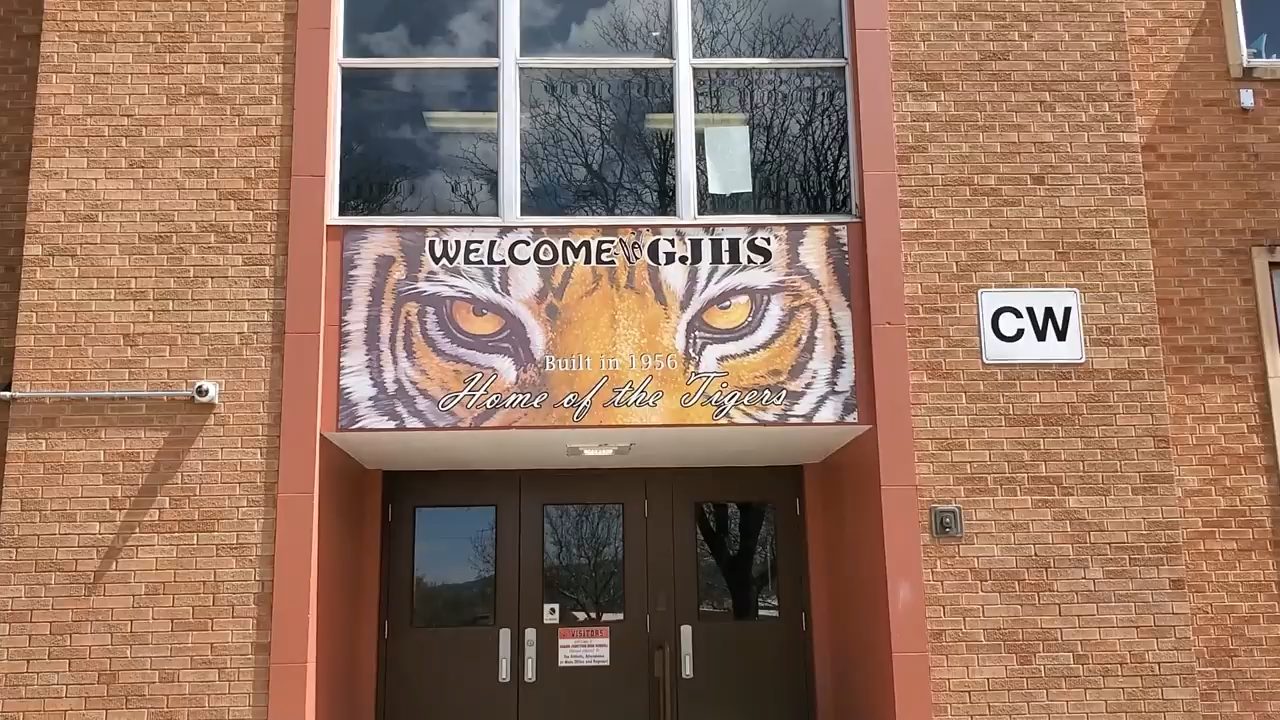 WELCOME to GJHS
Built in 1956
Home of the Tigers
CW
VISITORS